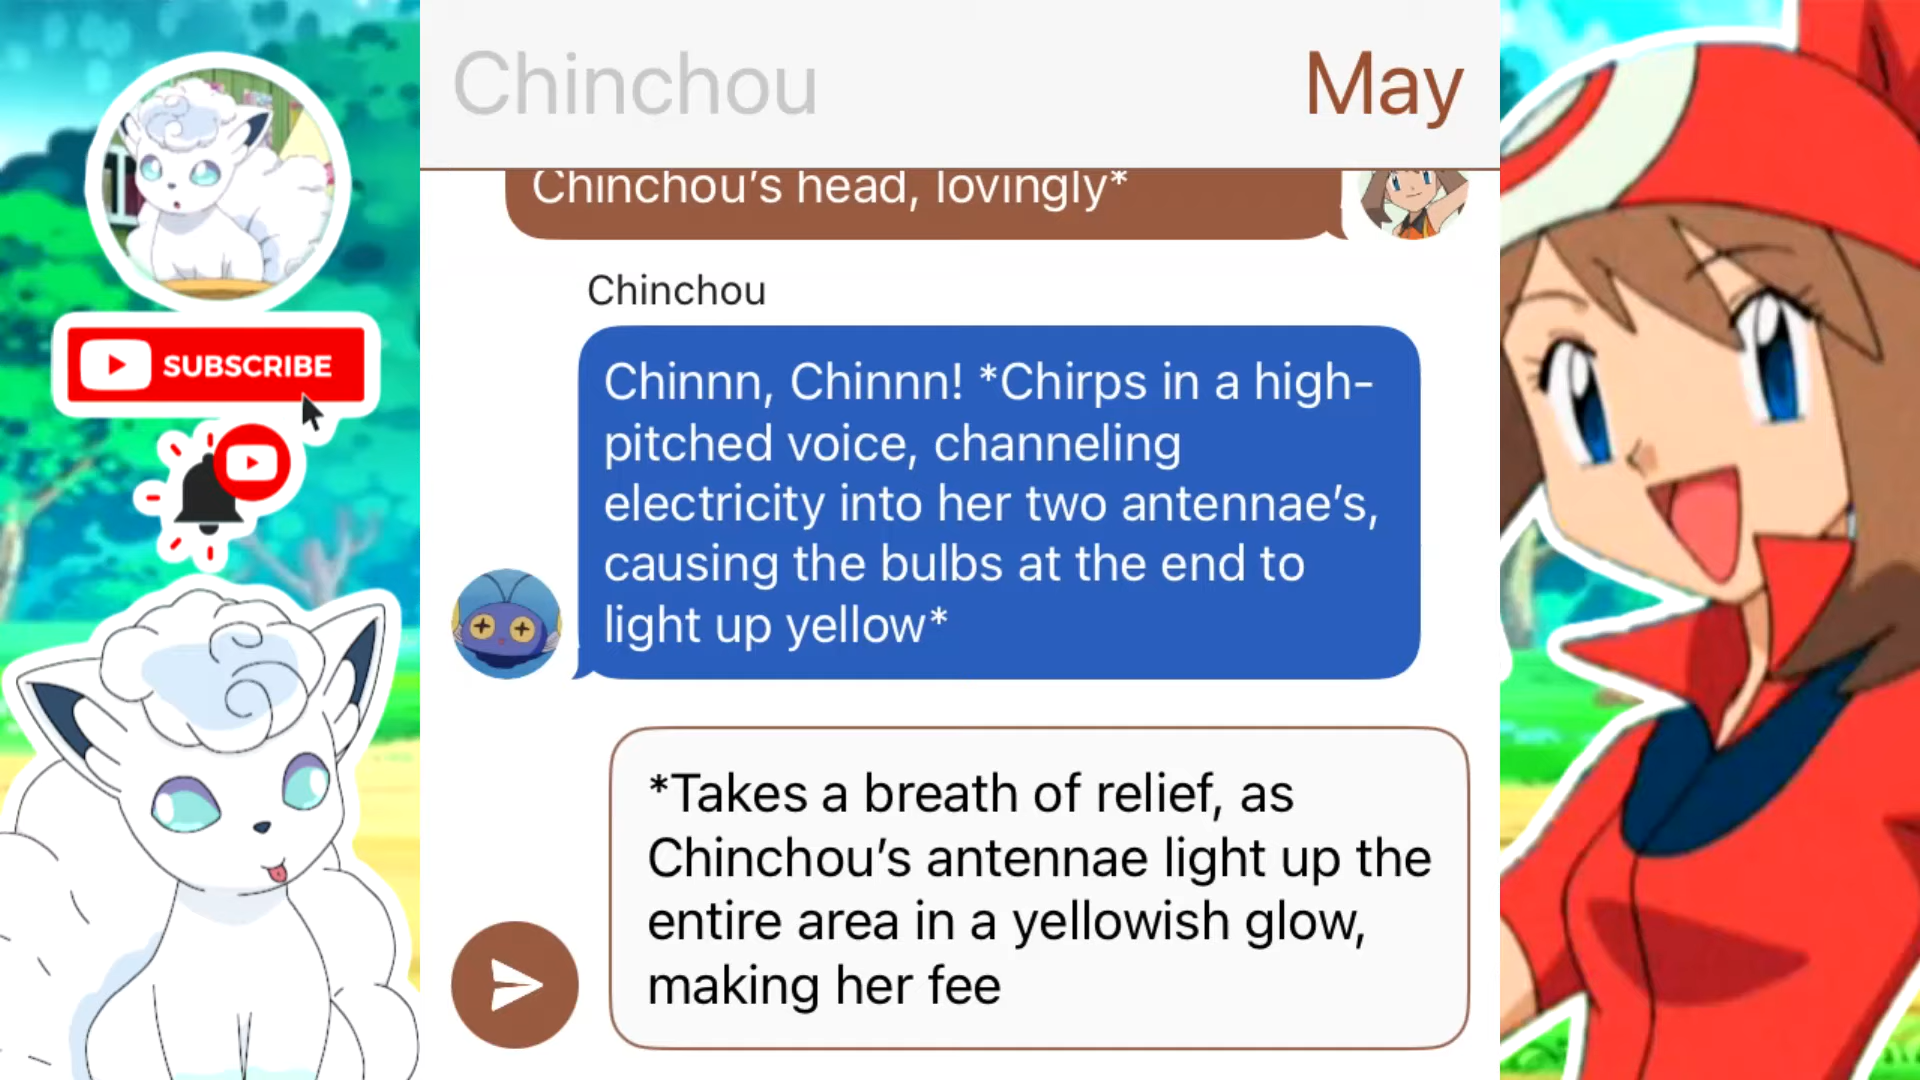 Chinchou
May
Chinchou's head, lovingly*
Chinchou
Chinnn, Chinnn! *Chirps in a high-
pitched voice, channeling
electricity into her two antennae's,
causing the bulbs at the end to
light up yellow*
*Takes a breath of relief, as
Chinchou's antennae light up the
entire area in a yellowish glow,
making her fee
SUBSCRIBE